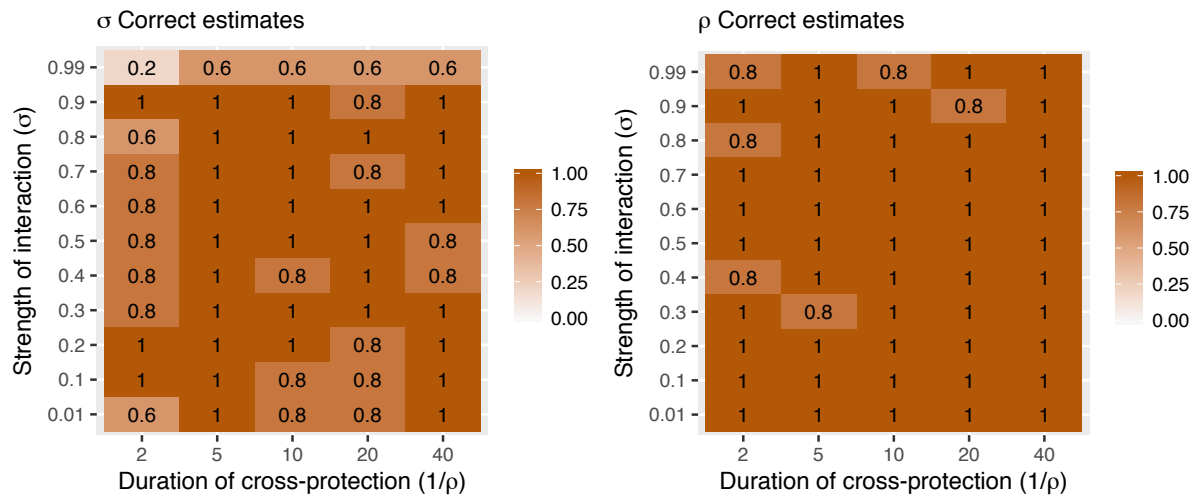 σ Correct estimates
Strength of interaction (σ)
0.99 0.2 0.6 0.6 0.6 0.6
0.9 1 1 1 0.8 1
0.8 0.6 1 1 1 1
0.7 0.8 1 1 0.8 1
0.6 0.8 1 1 1 1
0.5 0.8 1 1 1 0.8
0.4 0.8 1 0.8 1 0.8
0.3 0.8 1 1 1 1
0.2 1 1 1 0.8 1
0.1 1 1 0.8 0.8 1
0.01 0.6 1 0.8 0.8 1
2 5 10 20 40
Duration of cross-protection (1/ρ)
1.00
0.75
0.50
0.25
0.00
ρ Correct estimates
Strength of interaction (σ)
0.99 0.8 1 0.8 1 1
0.9 1 1 1 0.8 1
0.8 0.8 1 1 1 1
0.7 1 1 1 1 1
0.6 1 1 1 1 1
0.5 1 1 1 1 1
0.4 0.8 1 1 1 1
0.3 1 0.8 1 1 1
0.2 1 1 1 1 1
0.1 1 1 1 1 1
0.01 1 1 1 1 1
2 5 10 20 40
Duration of cross-protection (1/ρ)
1.00
0.75
0.50
0.25
0.00